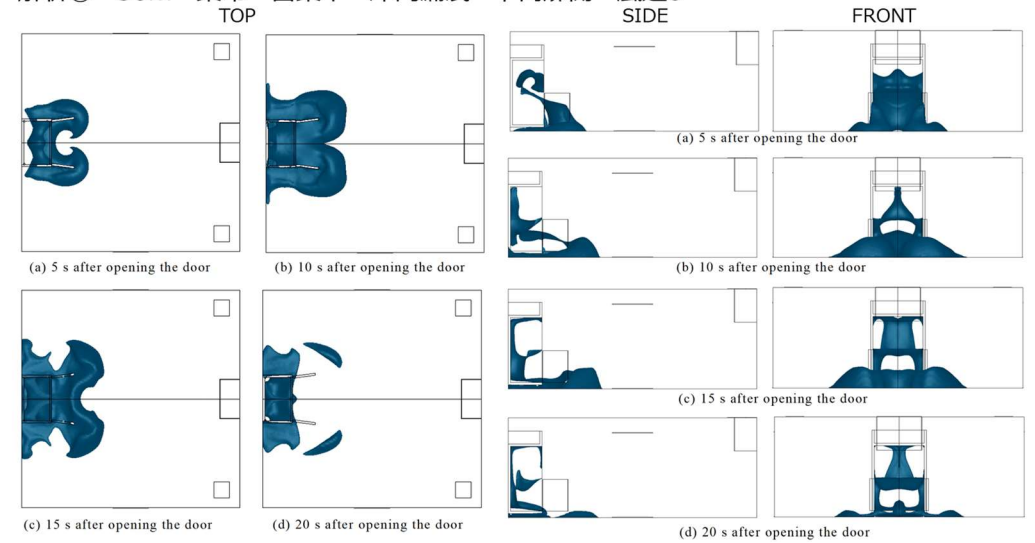 TOP
SIDE
FRONT
(a) 5 s after opening the door
(b) 10 s after opening the door
(c) 15 s after opening the door
(d) 20 s after opening the door
(a) 5 s after opening the door
(b) 10 s after opening the door
(c) 15 s after opening the door
(d) 20 s after opening the door